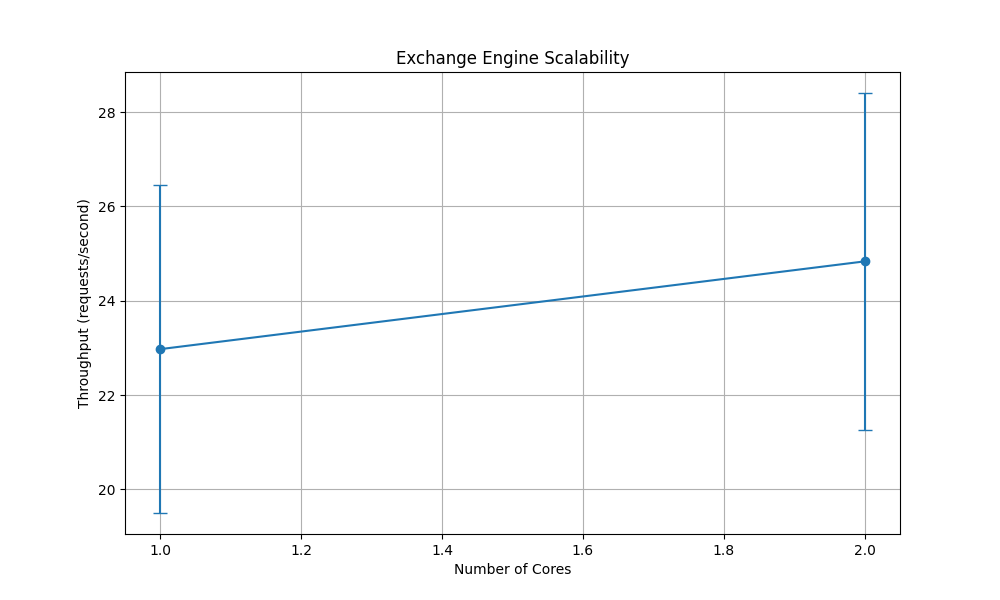 Exchange Engine Scalability
Throughput (requests/second)
28
26
24
22
20
1.0 1.2 1.4 1.6 1.8 2.0
Number of Cores